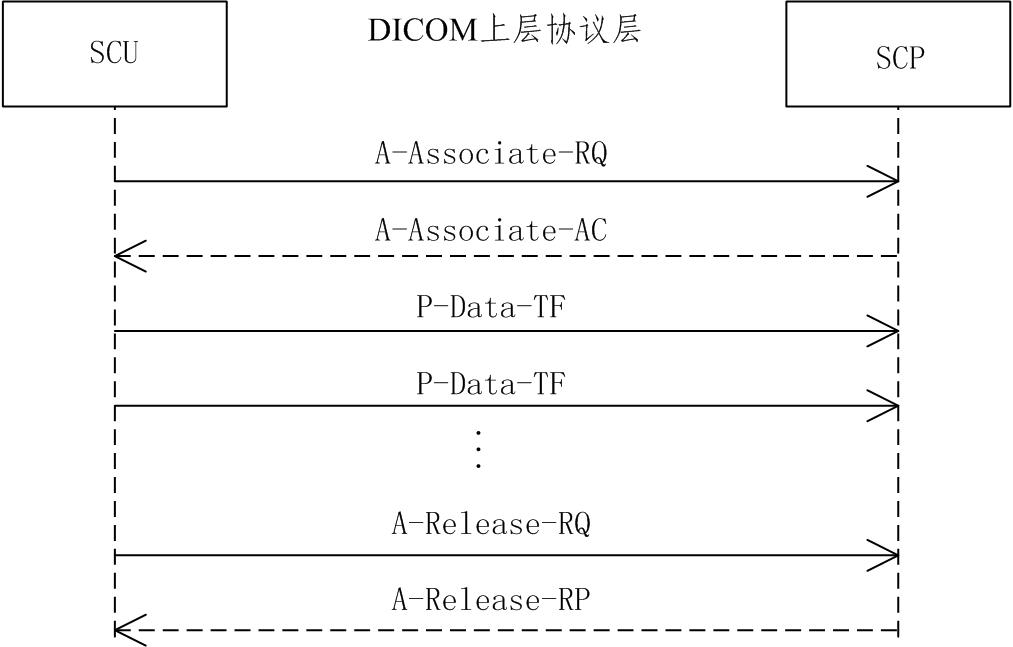 DICOM上层协议层
SCU
SCP
A-Associate-RQ
A-Associate-AC
P-Data-TF
P-Data-TF
⋮
A-Release-RQ
A-Release-RP